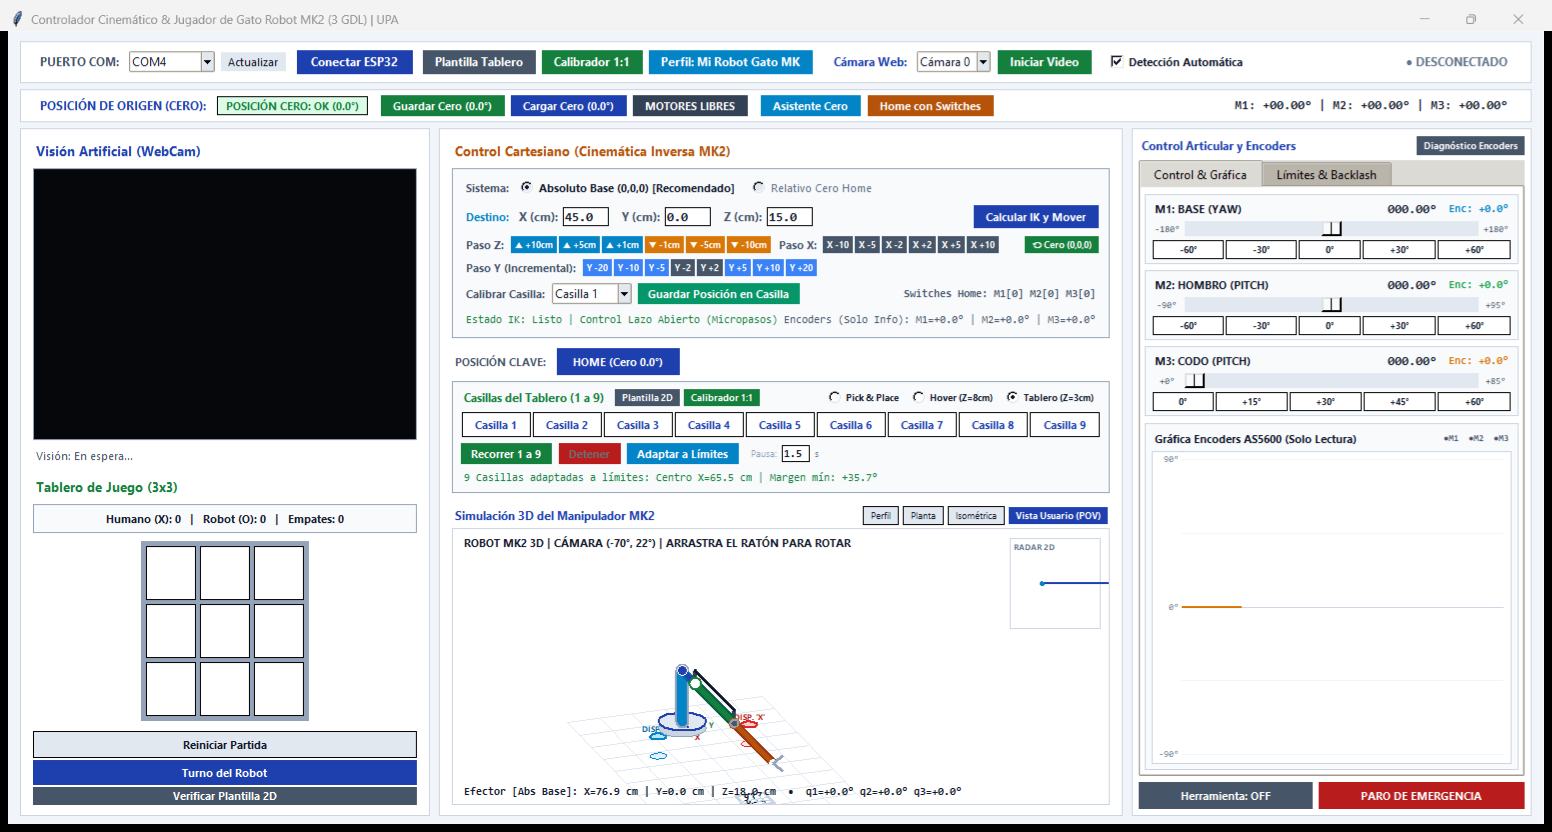 Controlador Cinemático & Jugador de Gato Robot MK2 (3 GDL) | UPA
PUERTO COM: COM4 Actualizar Conectar ESP32 Plantilla Tablero Calibrador 1:1 Perfil: Mi Robot Gato MK Cámara Web: Cámara 0 Iniciar Video Detección Automática ● DESCONECTADO
POSICIÓN DE ORIGEN (CERO): POSICIÓN CERO: OK (0.0°) Guardar Cero (0.0°) Cargar Cero (0.0°) MOTORES LIBRES Asistente Cero Home con Switches M1: +00.00° | M2: +00.00° | M3: +00.00°
Visión Artificial (WebCam)
Visión: En espera...
Tablero de Juego (3x3)
Humano (X): 0 | Robot (O): 0 | Empates: 0
Reiniciar Partida
Turno del Robot
Verificar Plantilla 2D
Control Cartesiano (Cinemática Inversa MK2)
Sistema: Absoluto Base (0,0,0) [Recomendado] Relativo Cero Home
Destino: X (cm): 45.0 Y (cm): 0.0 Z (cm): 15.0 Calcular IK y Mover
Paso Z: ▲ +10cm ▲ +5cm ▲ +1cm ▼ -1cm ▼ -5cm ▼ -10cm Paso X: X -10 X -5 X -2 X +2 X +5 X +10 ⟲ Cero (0,0,0)
Paso Y (Incremental): Y -20 Y -10 Y -5 Y -2 Y +2 Y +5 Y +10 Y +20
Calibrar Casilla: Casilla 1 Guardar Posición en Casilla Switches Home: M1[0] M2[0] M3[0]
Estado IK: Listo | Control Lazo Abierto (Micropasos) Encoders (Solo Info): M1=+0.0° | M2=+0.0° | M3=+0.0°
POSICIÓN CLAVE: HOME (Cero 0.0°)
Casillas del Tablero (1 a 9) Plantilla 2D Calibrador 1:1 Pick & Place Hover (Z=8cm) Tablero (Z=3cm)
Casilla 1 Casilla 2 Casilla 3 Casilla 4 Casilla 5 Casilla 6 Casilla 7 Casilla 8 Casilla 9
Recorrer 1 a 9 Detener Adaptar a Límites Pausa: 1.5 s
9 Casillas adaptadas a límites: Centro X=65.5 cm | Margen mín: +35.7°
Simulación 3D del Manipulador MK2 Perfil Planta Isométrica Vista Usuario (POV)
ROBOT MK2 3D | CÁMARA (-70°, 22°) | ARRASTRA EL RATÓN PARA ROTAR
RADAR 2D
DISP. 'X'
Y
X
Efector [Abs Base]: X=76.9 cm | Y=0.0 cm | Z=18.0 cm • q1=+0.0° q2=+0.0° q3=+0.0°
Control Articular y Encoders Diagnóstico Encoders
Control & Gráfica Límites & Backlash
M1: BASE (YAW) 000.00° Enc: +0.0°
-180° +180°
-60° -30° 0° +30° +60°
M2: HOMBRO (PITCH) 000.00° Enc: +0.0°
-90° +95°
-60° -30° 0° +30° +60°
M3: CODO (PITCH) 000.00° Enc: +0.0°
+0° +85°
0° +15° +30° +45° +60°
Gráfica Encoders AS5600 (Solo Lectura) ●M1 ●M2 ●M3
90°
0°
-90°
Herramienta: OFF PARO DE EMERGENCIA